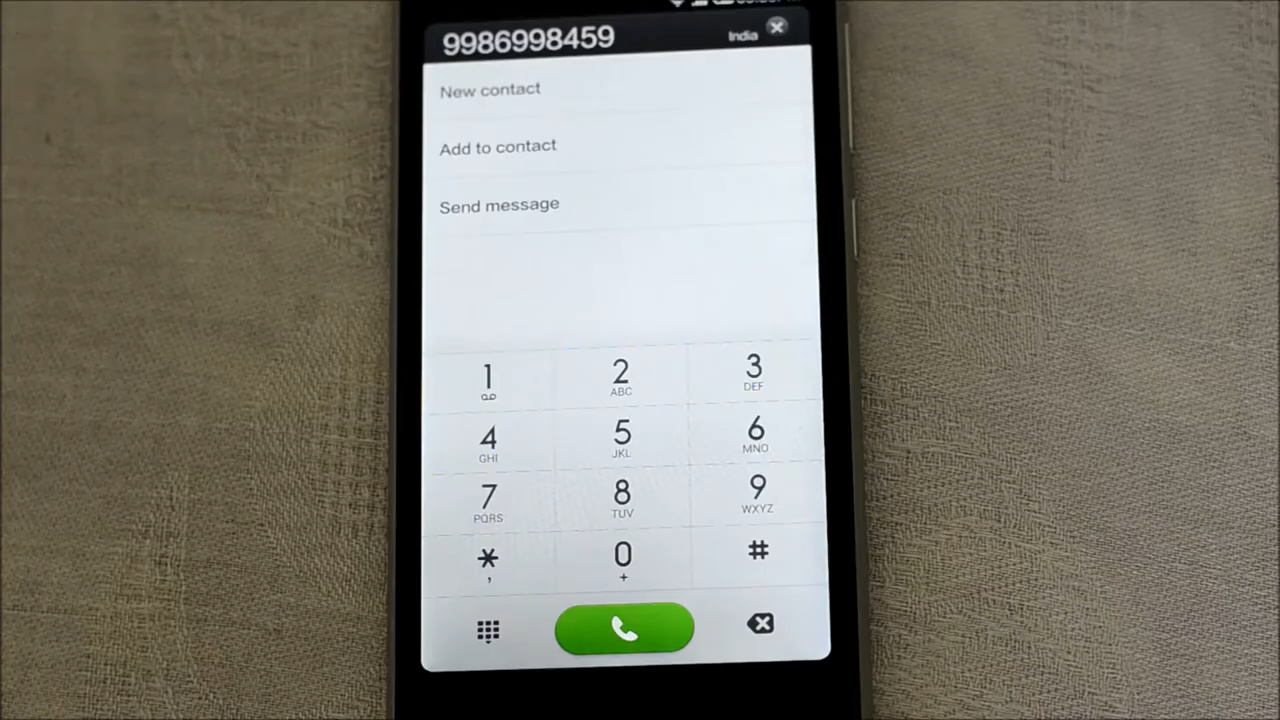 9986998459 India
New contact
Add to contact
Send message
1 2 3
ABC DEF
4 5 6
GHI JKL MNO
7 8 9
PQRS TUV WXYZ
* 0 #
, +